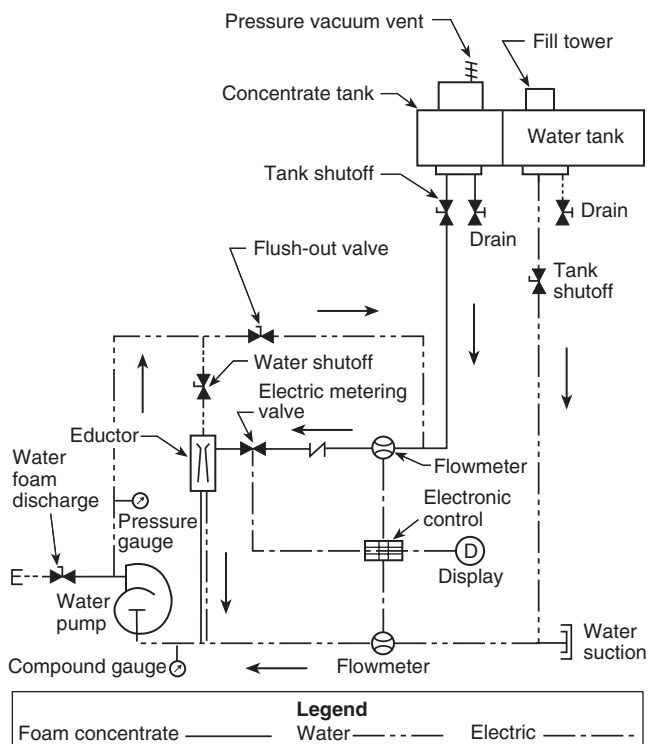 Pressure vacuum vent
Fill tower
Concentrate tank
Water tank
Tank shutoff
Drain
Drain
Flush-out valve
Tank
shutoff
Water shutoff
Electric metering
valve
Eductor
Flowmeter
Water
foam
discharge
Electronic
control
Pressure
gauge
E
D
Display
Water
pump
Water
suction
Compound gauge
Flowmeter
Legend
Foam concentrate Water Electric